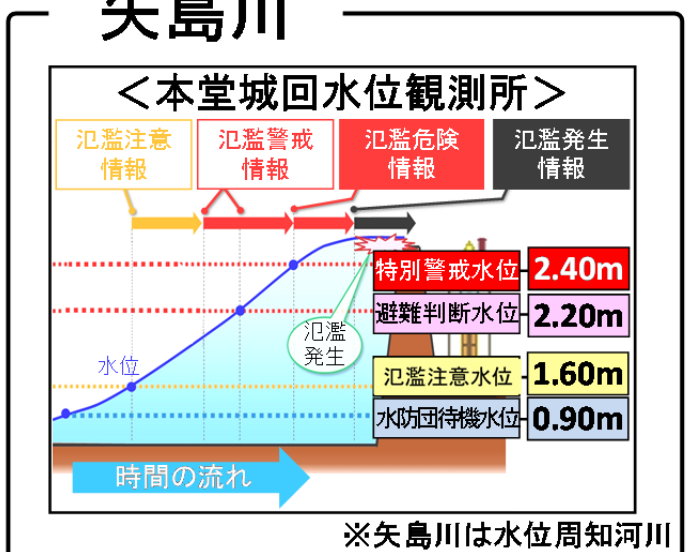 矢島川
＜本堂城回水位観測所＞
氾濫注意
情報
氾濫警戒
情報
氾濫危険
情報
氾濫発生
情報
特別警戒水位
2.40m
避難判断水位
2.20m
氾濫
発生
水位
氾濫注意水位
1.60m
水防団待機水位
0.90m
時間の流れ
※矢島川は水位周知河川